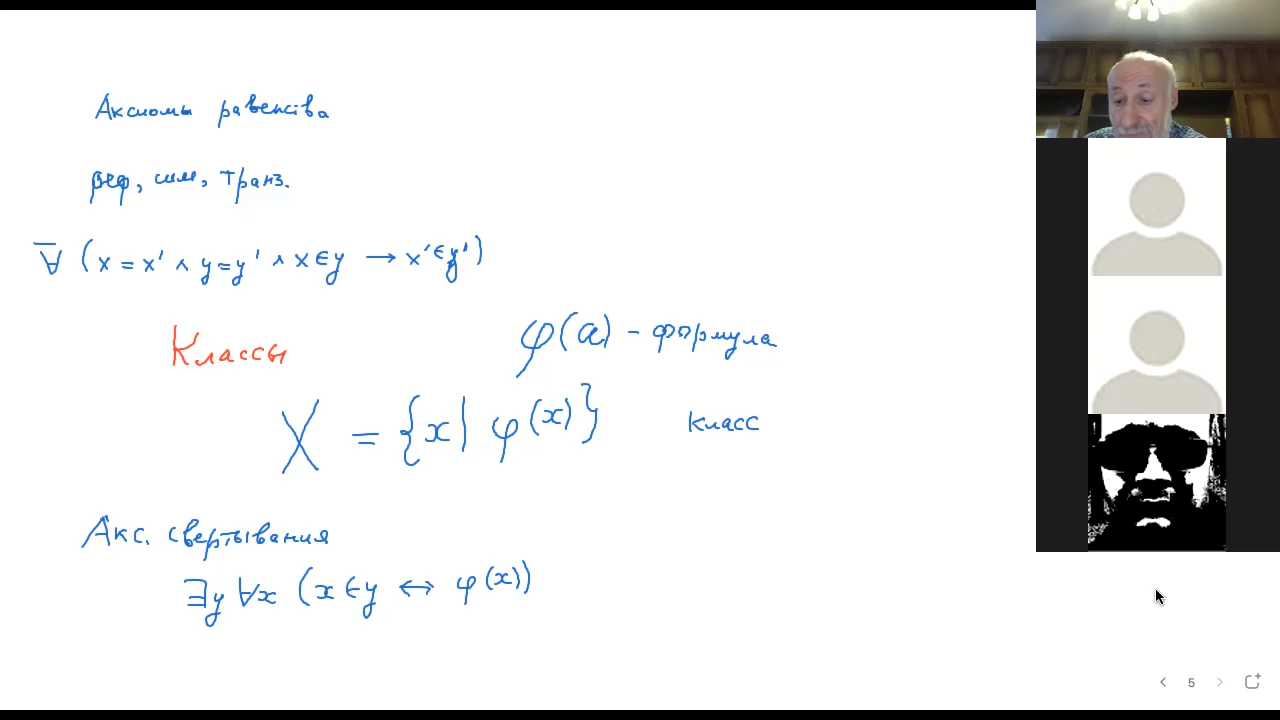 Аксиомы равенства
реф, сим, транз.
∀̅ (x = x' ∧ y = y' ∧ x ∈ y → x' ∈ y')
Классы
φ(a) - формула
X = {x | φ(x)} класс
Акс. свертывания
∃y ∀x (x ∈ y ↔ φ(x))
5